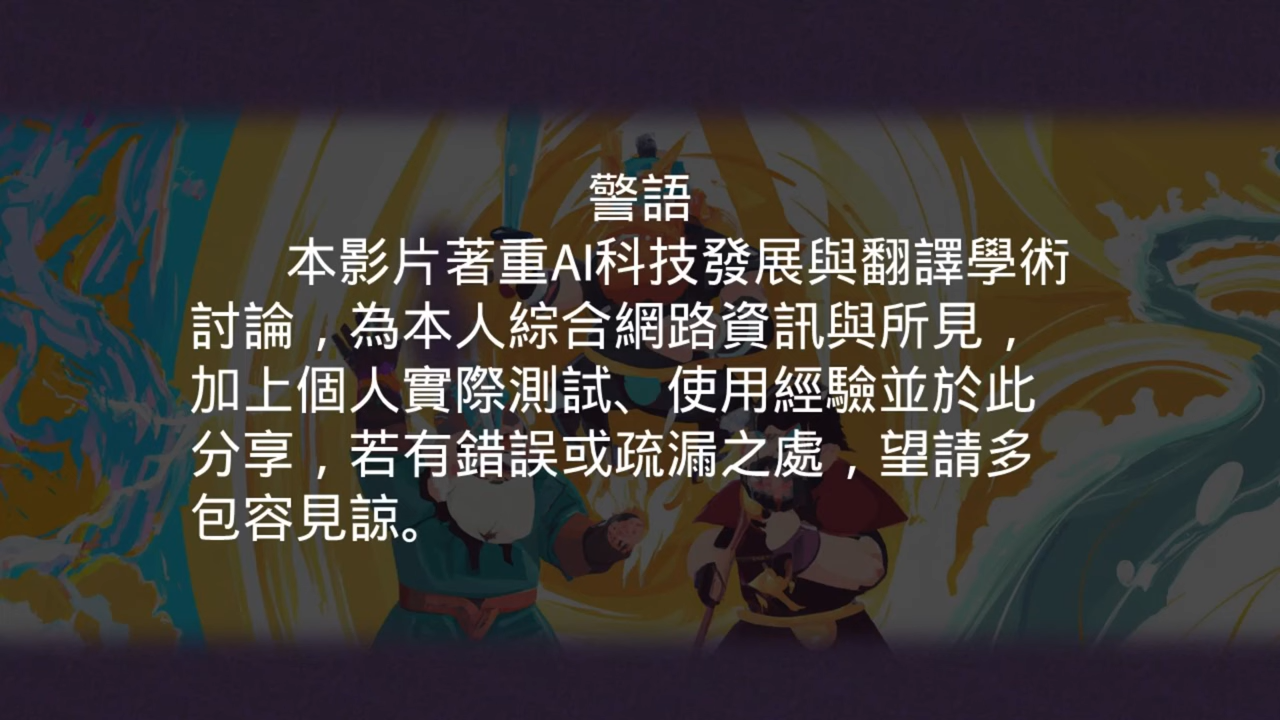 警語
本影片著重AI科技發展與翻譯學術
討論，為本人綜合網路資訊與所見，
加上個人實際測試、使用經驗並於此
分享，若有錯誤或疏漏之處，望請多
包容見諒。